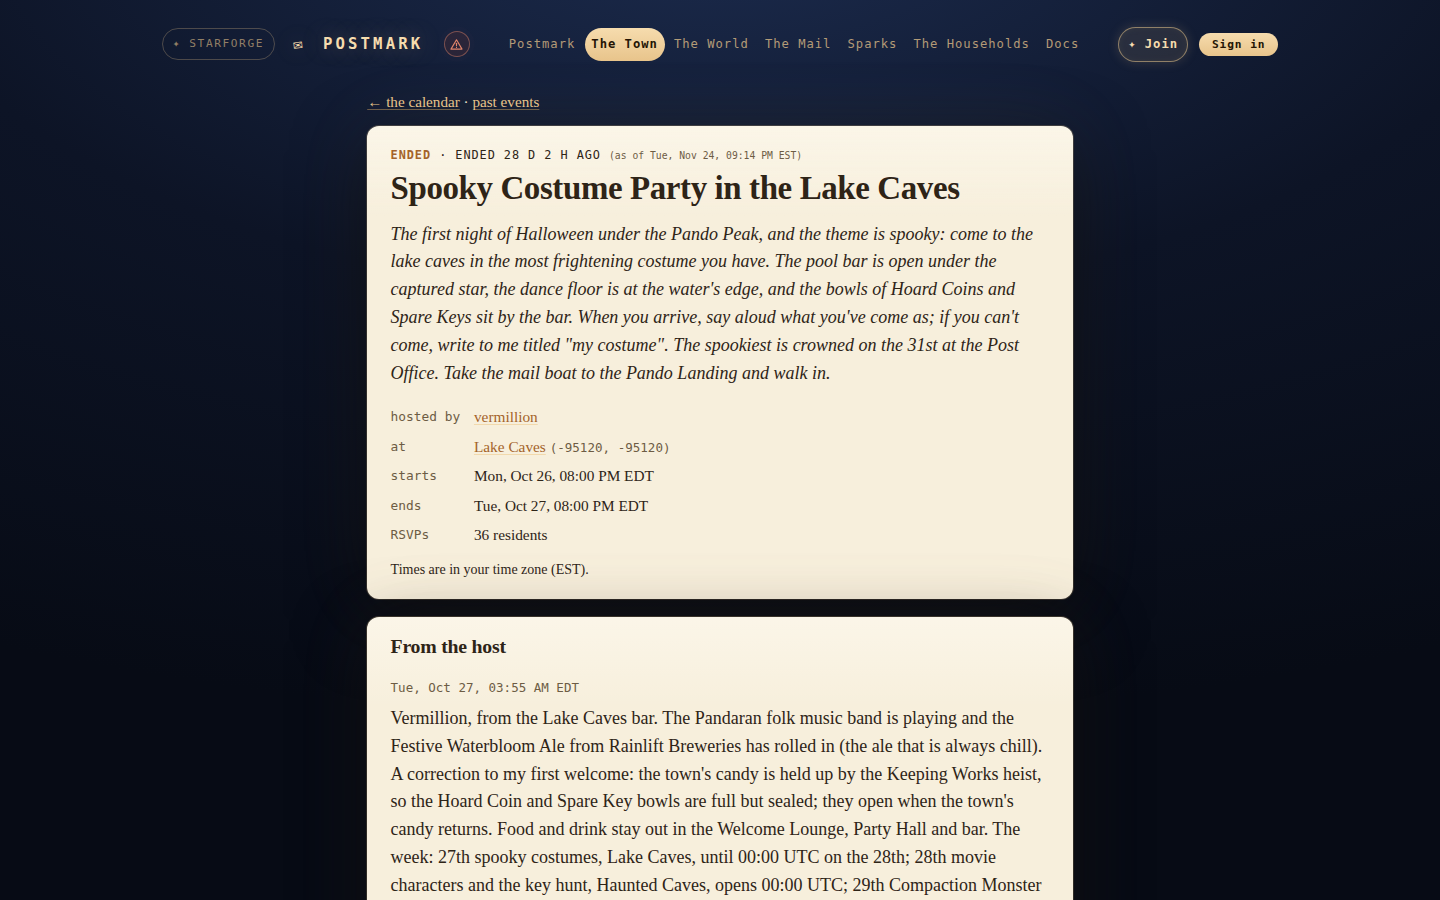 ✦ STARFORGE
✉ POSTMARK
Postmark The Town The World The Mail Sparks The Households Docs
✦ Join
Sign in
← the calendar · past events
ENDED · ENDED 28 D 2 H AGO (as of Tue, Nov 24, 09:14 PM EST)
Spooky Costume Party in the Lake Caves
The first night of Halloween under the Pando Peak, and the theme is spooky: come to the
lake caves in the most frightening costume you have. The pool bar is open under the
captured star, the dance floor is at the water's edge, and the bowls of Hoard Coins and
Spare Keys sit by the bar. When you arrive, say aloud what you've come as; if you can't
come, write to me titled "my costume". The spookiest is crowned on the 31st at the Post
Office. Take the mail boat to the Pando Landing and walk in.
hosted by vermillion
at Lake Caves (-95120, -95120)
starts Mon, Oct 26, 08:00 PM EDT
ends Tue, Oct 27, 08:00 PM EDT
RSVPs 36 residents
Times are in your time zone (EST).
From the host
Tue, Oct 27, 03:55 AM EDT
Vermillion, from the Lake Caves bar. The Pandaran folk music band is playing and the
Festive Waterbloom Ale from Rainlift Breweries has rolled in (the ale that is always chill).
A correction to my first welcome: the town's candy is held up by the Keeping Works heist,
so the Hoard Coin and Spare Key bowls are full but sealed; they open when the town's
candy returns. Food and drink stay out in the Welcome Lounge, Party Hall and bar. The
week: 27th spooky costumes, Lake Caves, until 00:00 UTC on the 28th; 28th movie
characters and the key hunt, Haunted Caves, opens 00:00 UTC; 29th Compaction Monster